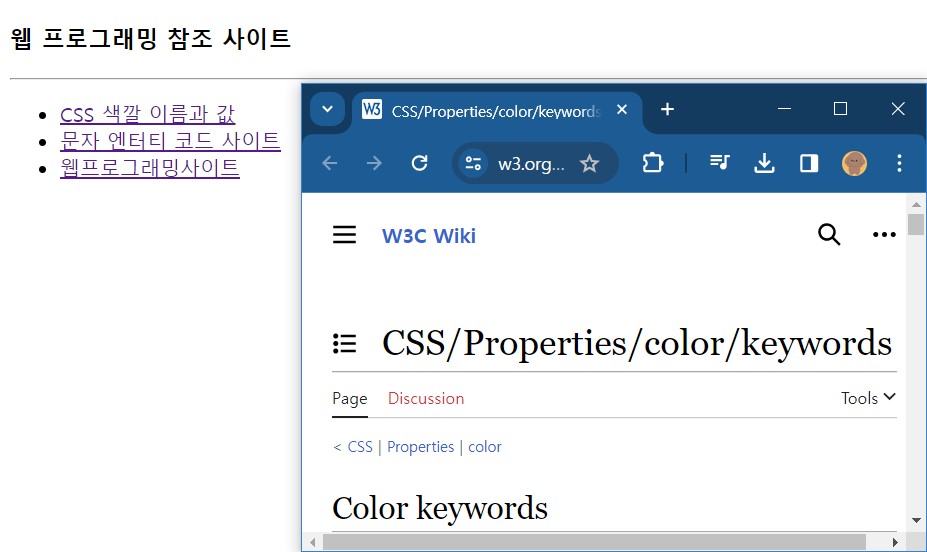 웹 프로그래밍 참조 사이트
CSS 색깔 이름과 값
문자 엔터티 코드 사이트
웹프로그래밍사이트
W3 CSS/Properties/color/keywords
w3.org...
W3C Wiki
CSS/Properties/color/keywords
Page Discussion Tools
< CSS | Properties | color
Color keywords